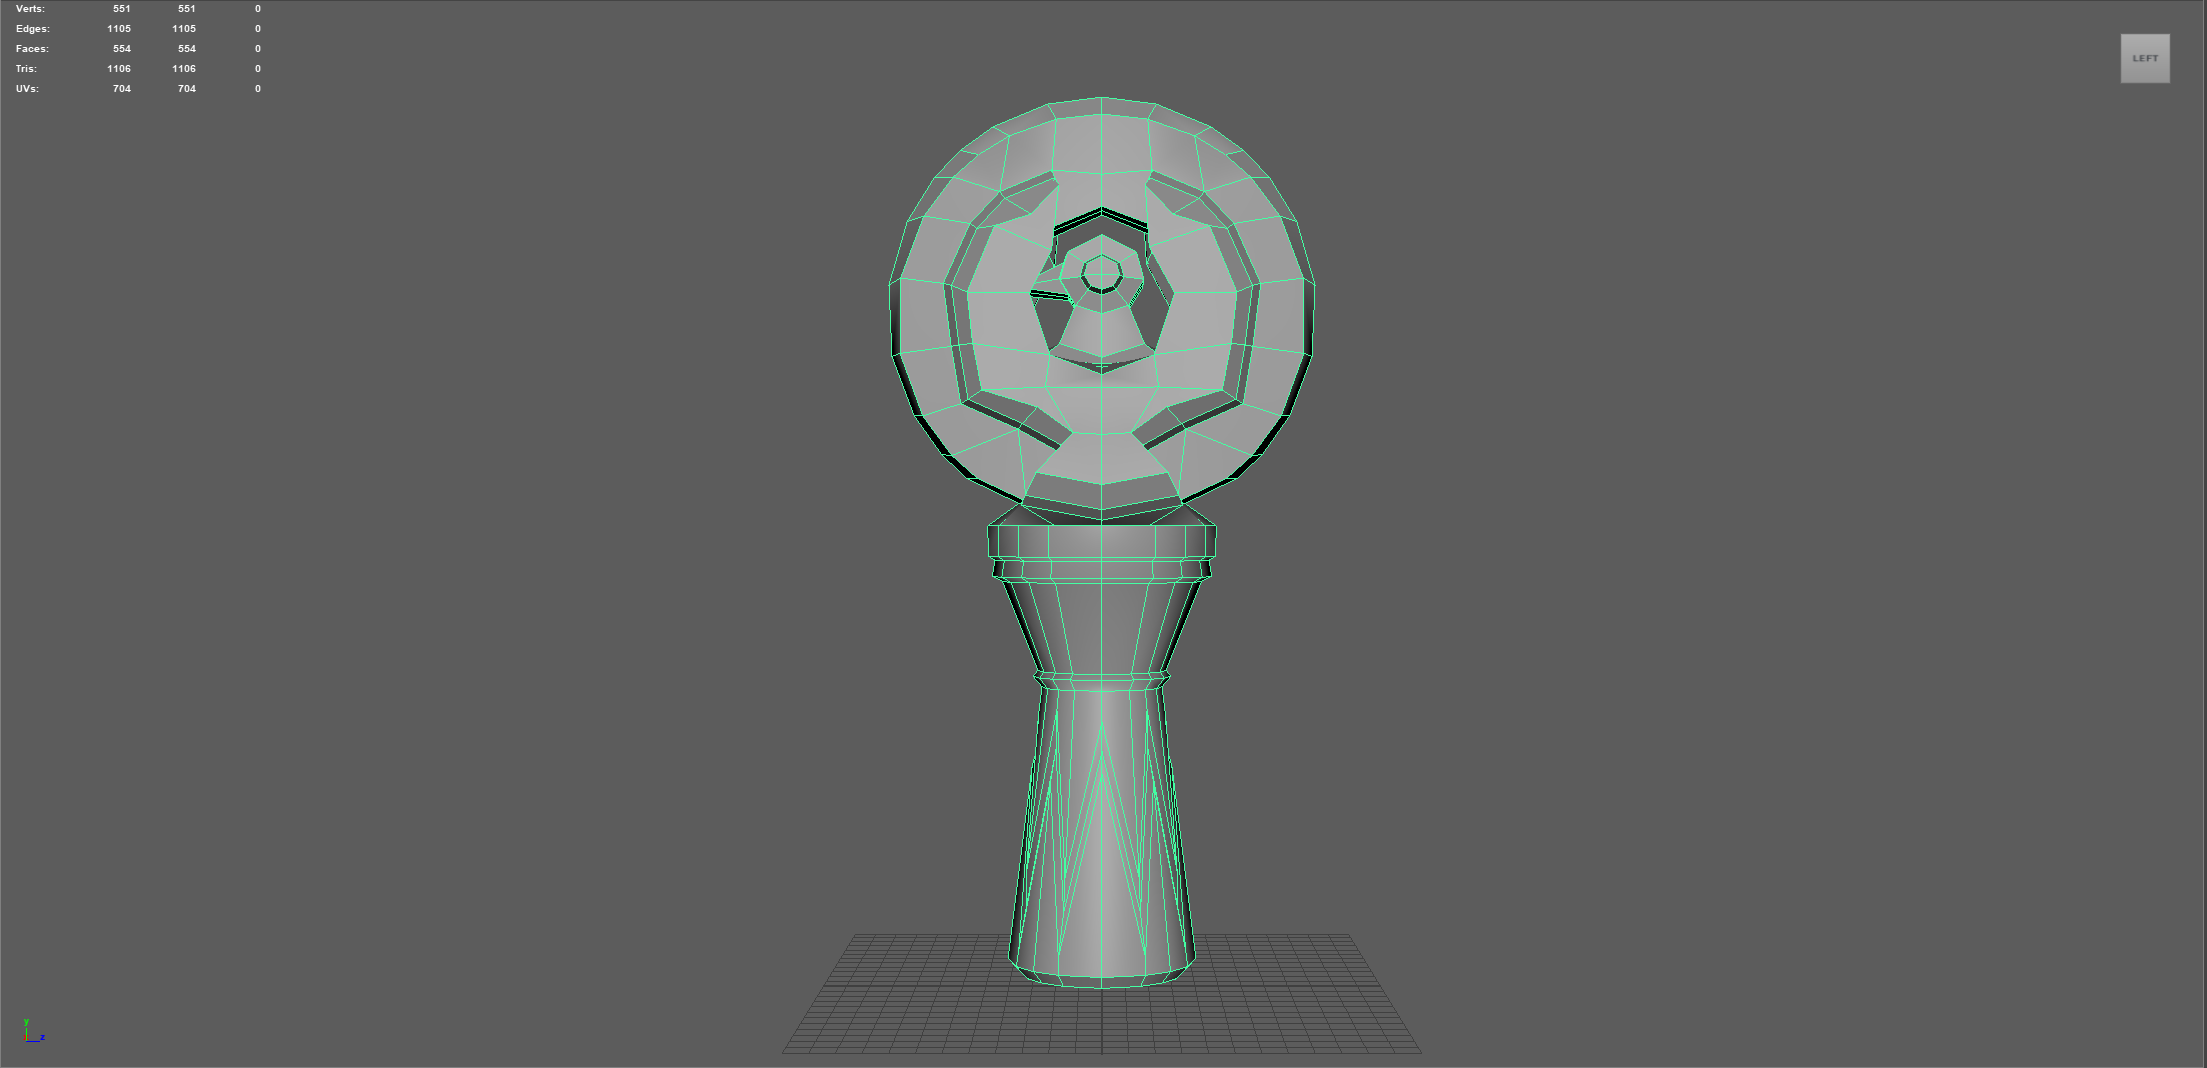 Verts: 551 551 0
Edges: 1105 1105 0
Faces: 554 554 0
Tris: 1106 1106 0
UVs: 704 704 0
LEFT
y
z